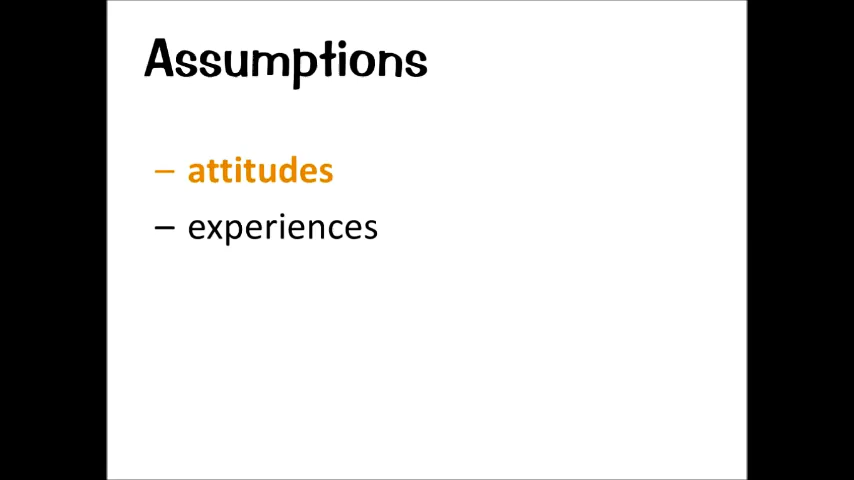 Assumptions
– attitudes
– experiences